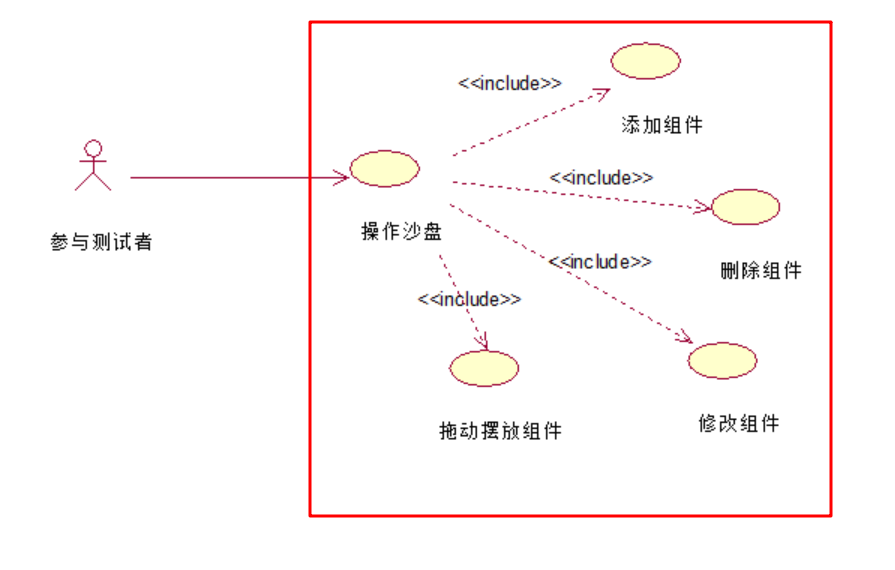 <<include>>
添加组件
<<include>>
参与测试者
操作沙盘
<<include>>
删除组件
<<include>>
拖动摆放组件
修改组件